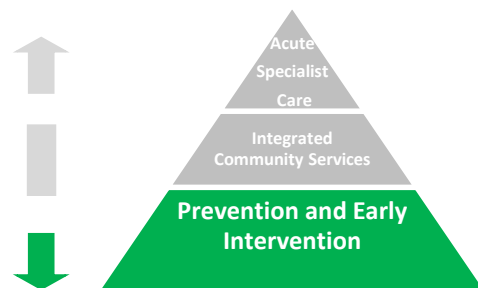 Acute
Specialist
Care
Integrated
Community Services
Prevention and Early
Intervention